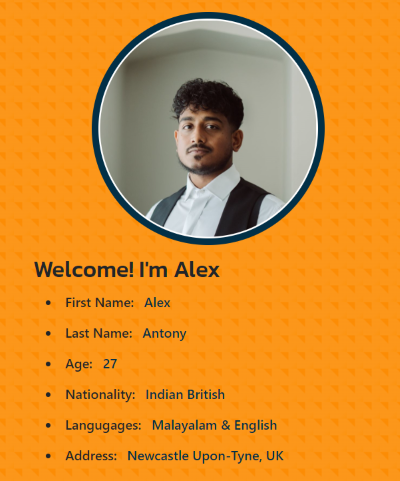 Welcome! I'm Alex
First Name: Alex
Last Name: Antony
Age: 27
Nationality: Indian British
Langugages: Malayalam & English
Address: Newcastle Upon-Tyne, UK